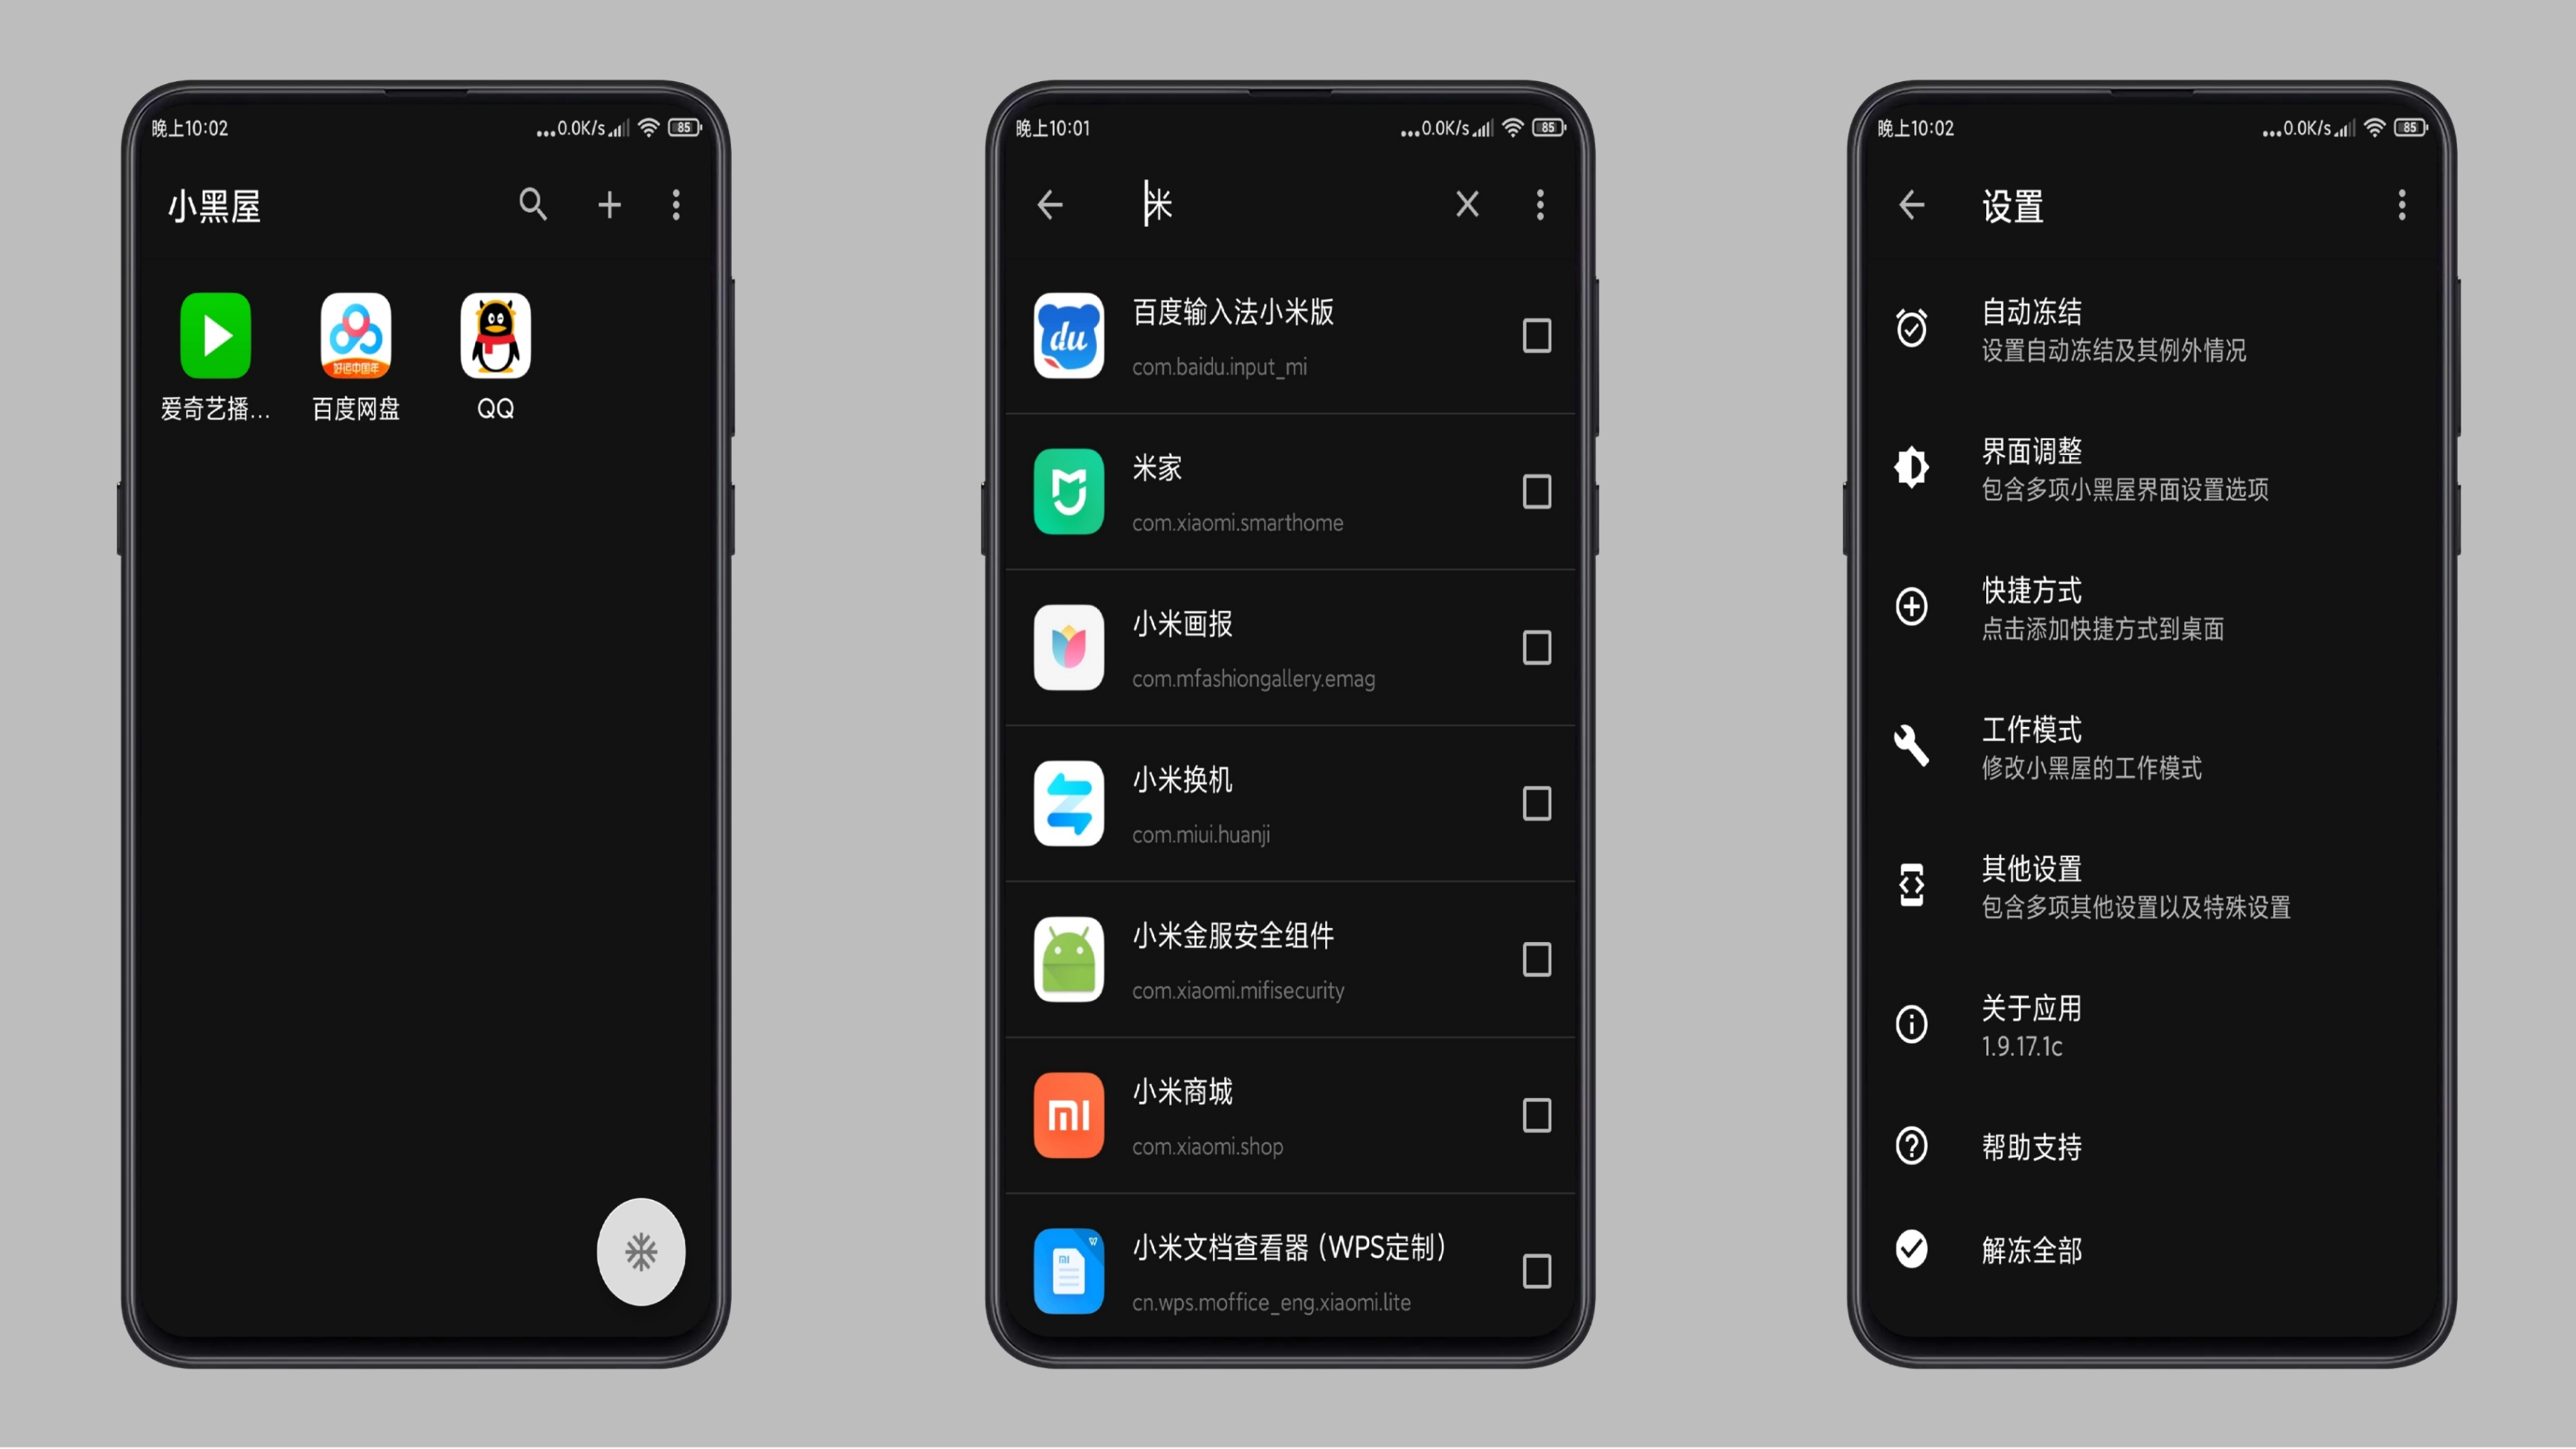 晚上10:02
...0.0K/s
85
小黑屋
好运中国年
爱奇艺播...
百度网盘
QQ
晚上10:01
...0.0K/s
85
米
du
百度输入法小米版
com.baidu.input_mi
米家
com.xiaomi.smarthome
小米画报
com.mfashiongallery.emag
小米换机
com.miui.huanji
小米金服安全组件
com.xiaomi.mifisecurity
小米商城
com.xiaomi.shop
小米文档查看器 (WPS定制)
cn.wps.moffice_eng.xiaomi.lite
晚上10:02
...0.0K/s
85
设置
自动冻结
设置自动冻结及其例外情况
界面调整
包含多项小黑屋界面设置选项
快捷方式
点击添加快捷方式到桌面
工作模式
修改小黑屋的工作模式
其他设置
包含多项其他设置以及特殊设置
关于应用
1.9.17.1c
帮助支持
解冻全部